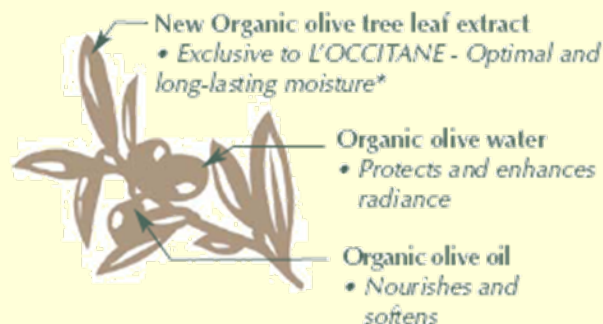 New Organic olive tree leaf extract
• Exclusive to L'OCCITANE - Optimal and
long-lasting moisture*
Organic olive water
• Protects and enhances
radiance
Organic olive oil
• Nourishes and
softens